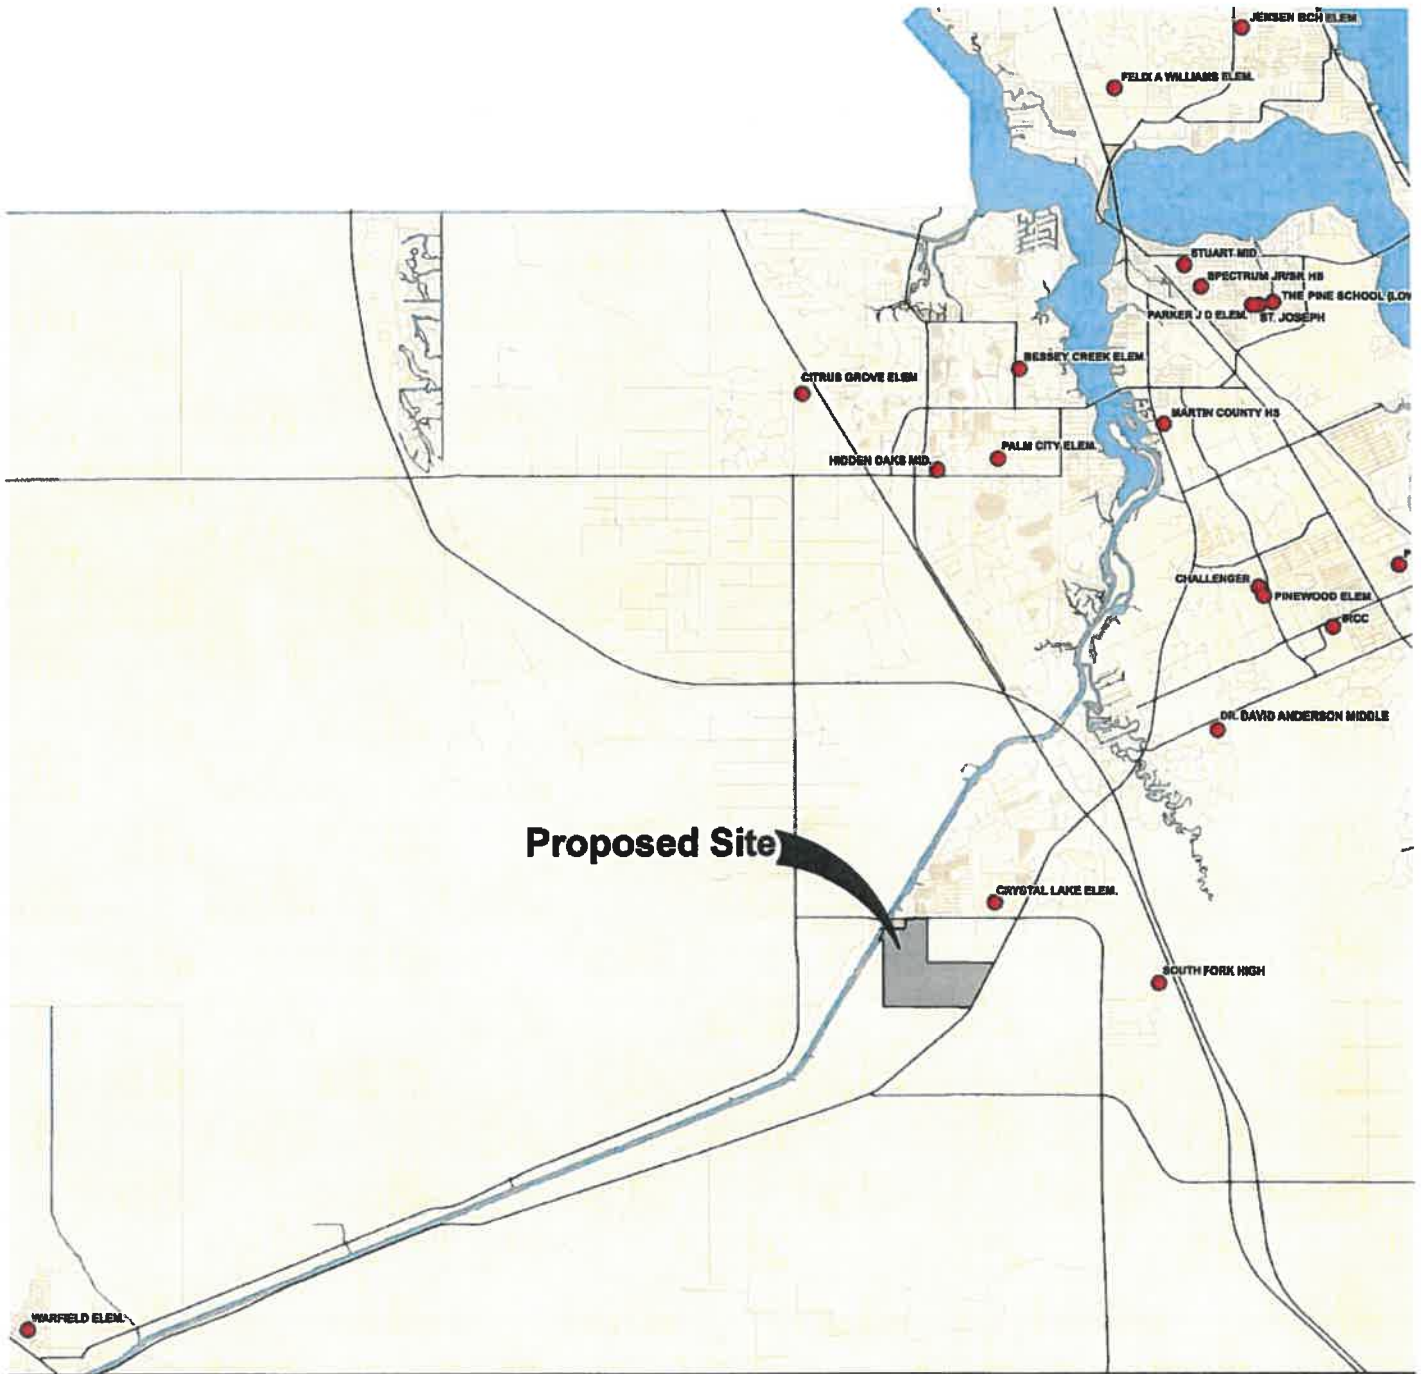 JENSEN BCH ELEM
FELIX A WILLIAMS ELEM.
STUART MID
SPECTRUM JR/SR HS
THE PINE SCHOOL (LOW
PARKER J D ELEM.
ST. JOSEPH
BESSEY CREEK ELEM
CITRUS GROVE ELEM
MARTIN COUNTY HS
PALM CITY ELEM.
HIDDEN OAKS MID.
CHALLENGER
PINEWOOD ELEM
DR. DAVID ANDERSON MIDDLE
Proposed Site
CRYSTAL LAKE ELEM.
SOUTH FORK HIGH
WARFIELD ELEM.